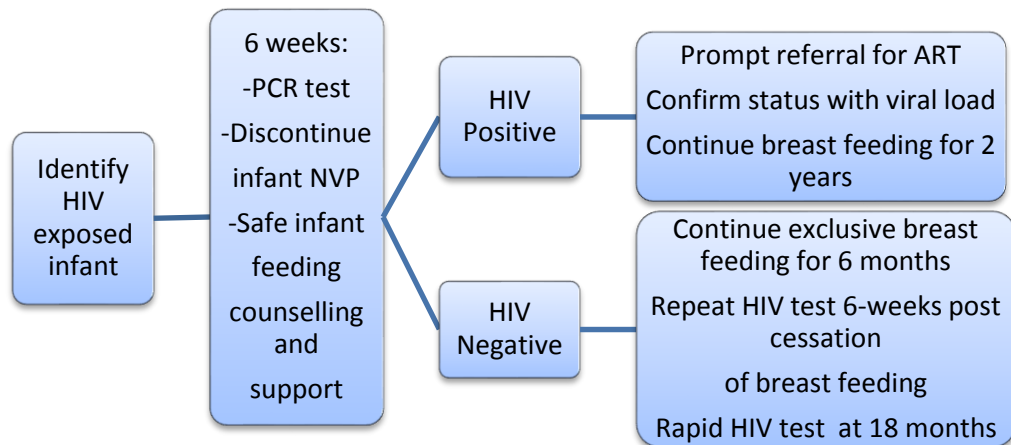 Identify
HIV
exposed
infant
6 weeks:
-PCR test
-Discontinue
infant NVP
-Safe infant
feeding
counselling
and
support
HIV
Positive
Prompt referral for ART
Confirm status with viral load
Continue breast feeding for 2
years
HIV
Negative
Continue exclusive breast
feeding for 6 months
Repeat HIV test 6-weeks post
cessation
of breast feeding
Rapid HIV test at 18 months